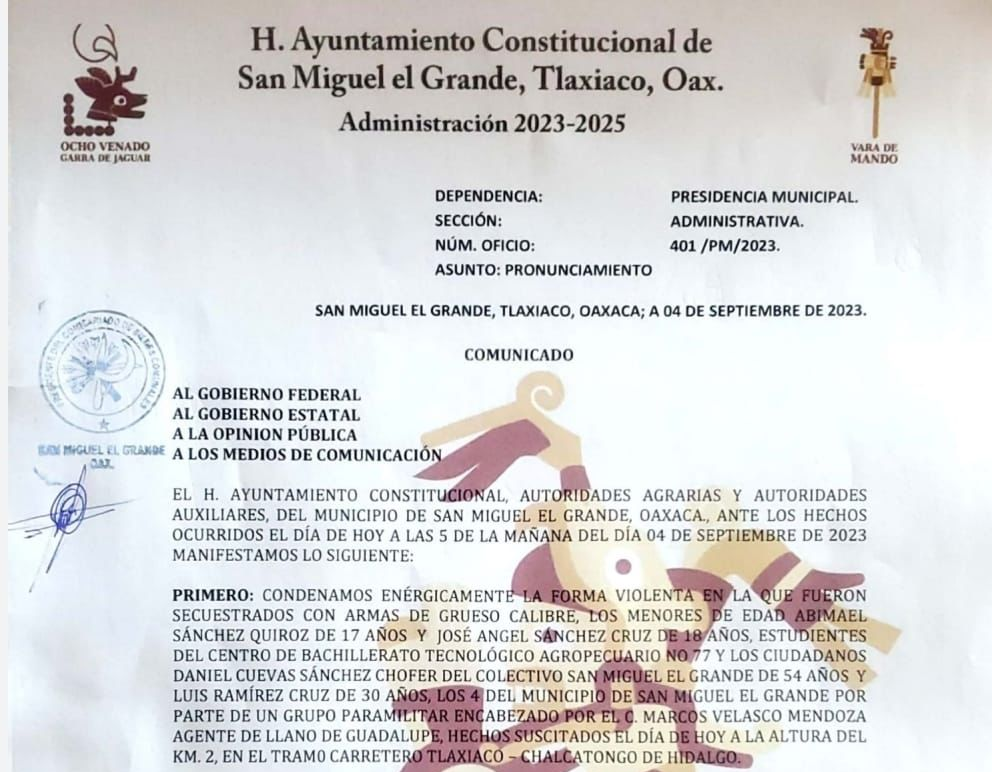 H. Ayuntamiento Constitucional de
San Miguel el Grande, Tlaxiaco, Oax.
Administración 2023-2025
OCHO VENADO
GARRA DE JAGUAR
VARA DE
MANDO
DEPENDENCIA: PRESIDENCIA MUNICIPAL.
SECCIÓN: ADMINISTRATIVA.
NÚM. OFICIO: 401 /PM/2023.
ASUNTO: PRONUNCIAMIENTO
SAN MIGUEL EL GRANDE, TLAXIACO, OAXACA; A 04 DE SEPTIEMBRE DE 2023.
COMUNICADO
DEL COMISARIADO DE BIENES COMUNALES
SAN MIGUEL EL GRANDE
OAX.
AL GOBIERNO FEDERAL
AL GOBIERNO ESTATAL
A LA OPINION PÚBLICA
A LOS MEDIOS DE COMUNICACIÓN
EL H. AYUNTAMIENTO CONSTITUCIONAL, AUTORIDADES AGRARIAS Y AUTORIDADES
AUXILIARES, DEL MUNICIPIO DE SAN MIGUEL EL GRANDE, OAXACA., ANTE LOS HECHOS
OCURRIDOS EL DÍA DE HOY A LAS 5 DE LA MAÑANA DEL DÍA 04 DE SEPTIEMBRE DE 2023
MANIFESTAMOS LO SIGUIENTE:
PRIMERO: CONDENAMOS ENÉRGICAMENTE LA FORMA VIOLENTA EN LA QUE FUERON
SECUESTRADOS CON ARMAS DE GRUESO CALIBRE, LOS MENORES DE EDAD ABIMAEL
SÁNCHEZ QUIROZ DE 17 AÑOS Y JOSÉ ANGEL SÁNCHEZ CRUZ DE 18 AÑOS, ESTUDIANTES
DEL CENTRO DE BACHILLERATO TECNOLÓGICO AGROPECUARIO NO 77 Y LOS CIUDADANOS
DANIEL CUEVAS SÁNCHEZ CHOFER DEL COLECTIVO SAN MIGUEL EL GRANDE DE 54 AÑOS Y
LUIS RAMÍREZ CRUZ DE 30 AÑOS, LOS 4 DEL MUNICIPIO DE SAN MIGUEL EL GRANDE POR
PARTE DE UN GRUPO PARAMILITAR ENCABEZADO POR EL C. MARCOS VELASCO MENDOZA
AGENTE DE LLANO DE GUADALUPE, HECHOS SUSCITADOS EL DÍA DE HOY A LA ALTURA DEL
KM. 2, EN EL TRAMO CARRETERO TLAXIACO – CHALCATONGO DE HIDALGO.